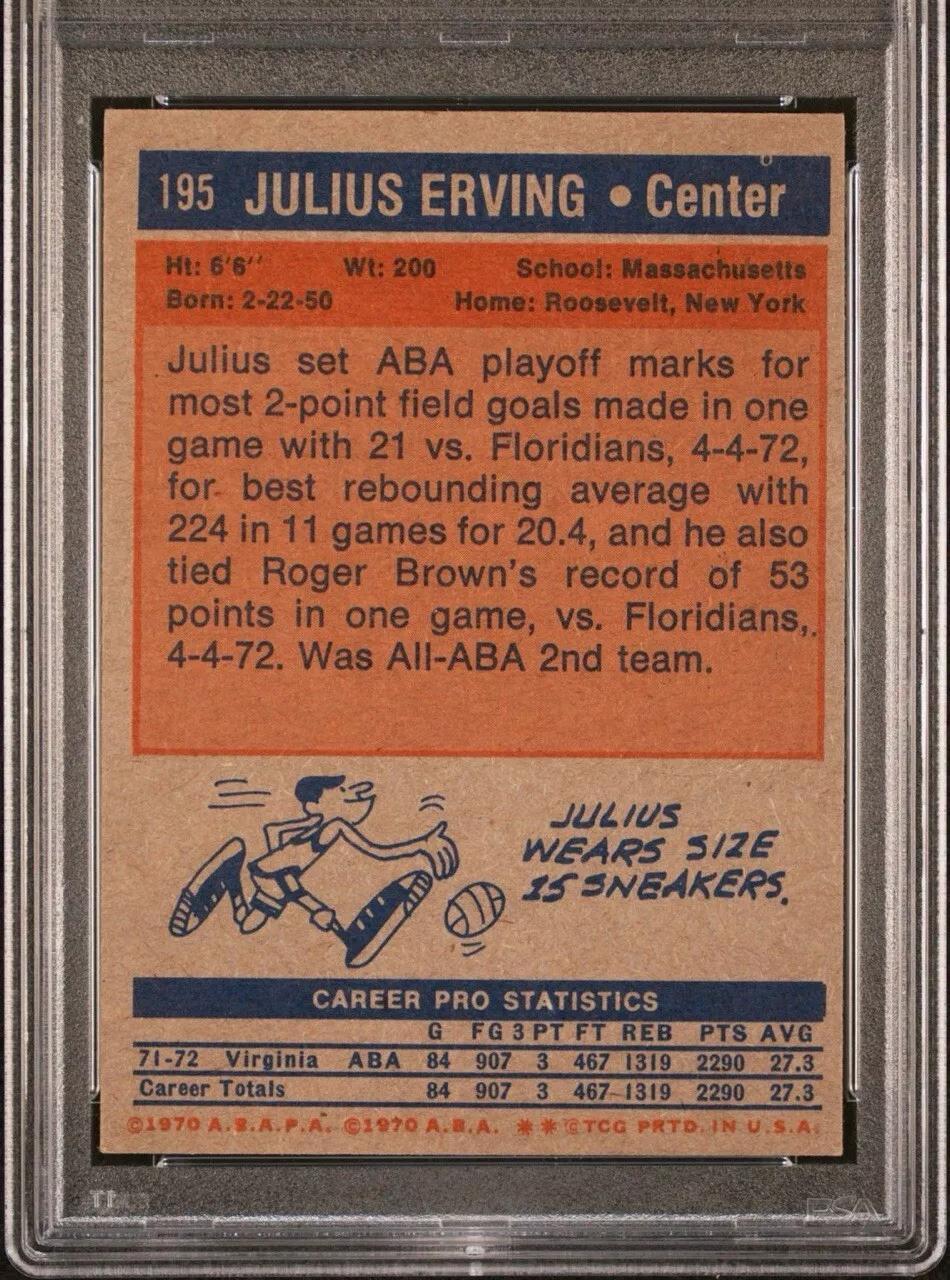 195 JULIUS ERVING • Center
Ht: 6'6'' Wt: 200 School: Massachusetts
Born: 2-22-50 Home: Roosevelt, New York
Julius set ABA playoff marks for
most 2-point field goals made in one
game with 21 vs. Floridians, 4-4-72,
for best rebounding average with
224 in 11 games for 20.4, and he also
tied Roger Brown's record of 53
points in one game, vs. Floridians,.
4-4-72. Was All-ABA 2nd team.
JULIUS
WEARS SIZE
15 SNEAKERS.
CAREER PRO STATISTICS
G FG 3 PT FT REB PTS AVG
71-72 Virginia ABA 84 907 3 467 1319 2290 27.3
Career Totals 84 907 3 467 1319 2290 27.3
©1970 A.B.A.P.A. ©1970 A.B.A. ** ©TCG PRTD. IN U.S.A.
PSA